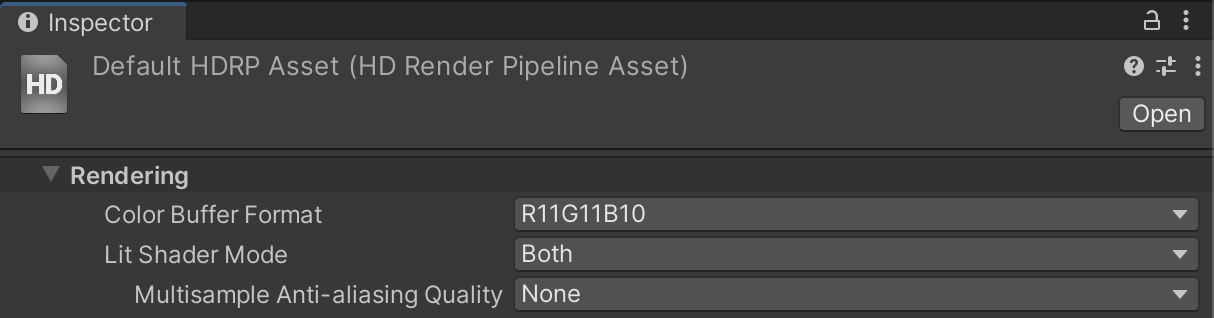 Inspector
HD
Default HDRP Asset (HD Render Pipeline Asset)
Open
Rendering
Color Buffer Format R11G11B10
Lit Shader Mode Both
Multisample Anti-aliasing Quality None